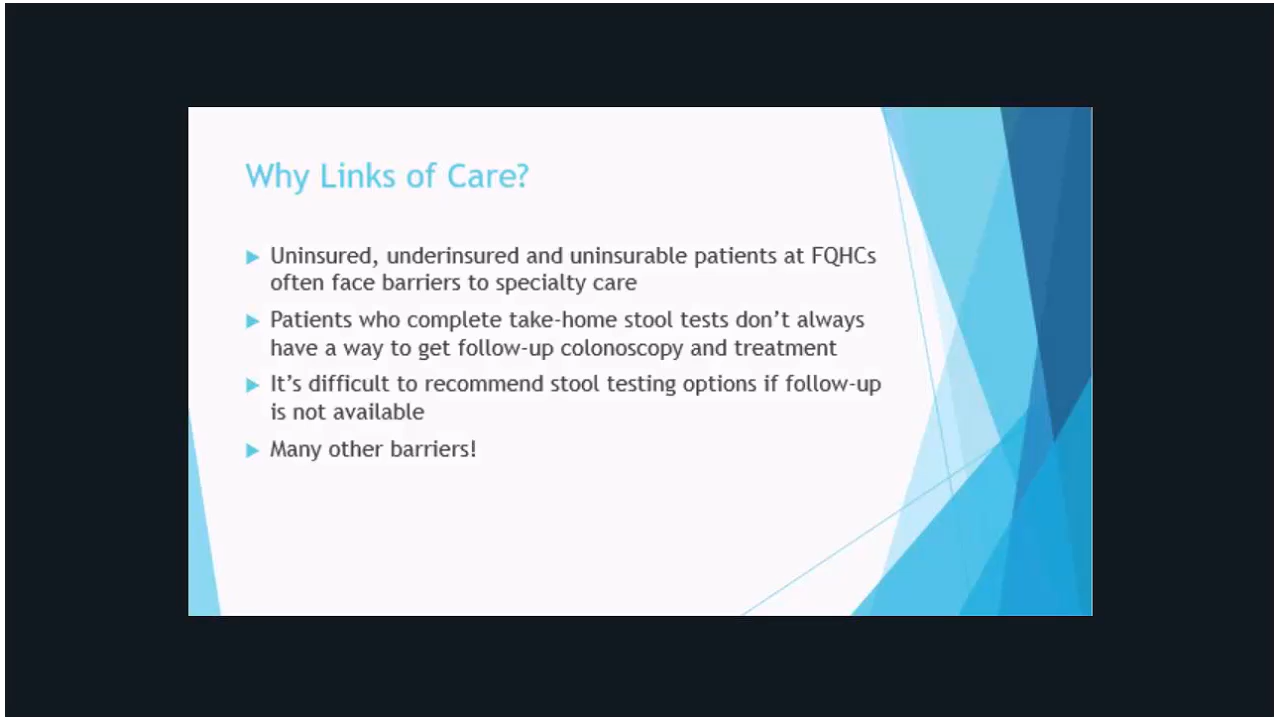 Why Links of Care?
Uninsured, underinsured and uninsurable patients at FQHCs
often face barriers to specialty care
Patients who complete take-home stool tests don’t always
have a way to get follow-up colonoscopy and treatment
It’s difficult to recommend stool testing options if follow-up
is not available
Many other barriers!